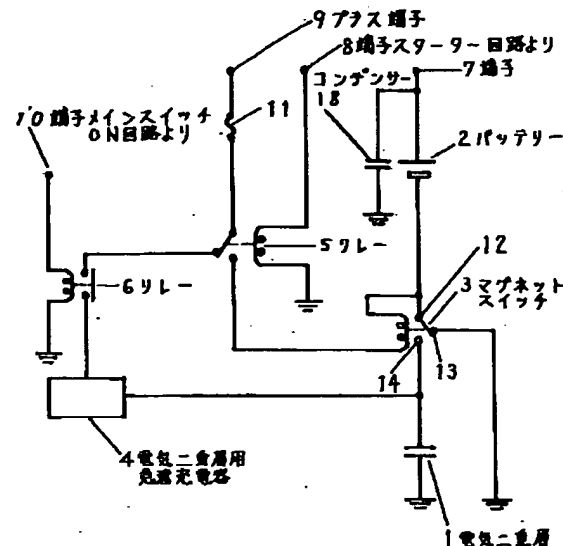 9プラス端子
8端子スターター回路より
7端子
コンデンサー
18
11
10端子メインスイッチ
ON回路より
2バッテリー
5リレー
12
3マグネット
スイッチ
6リレー
14
13
4電気二重層用
急速充電器
1電気二重層